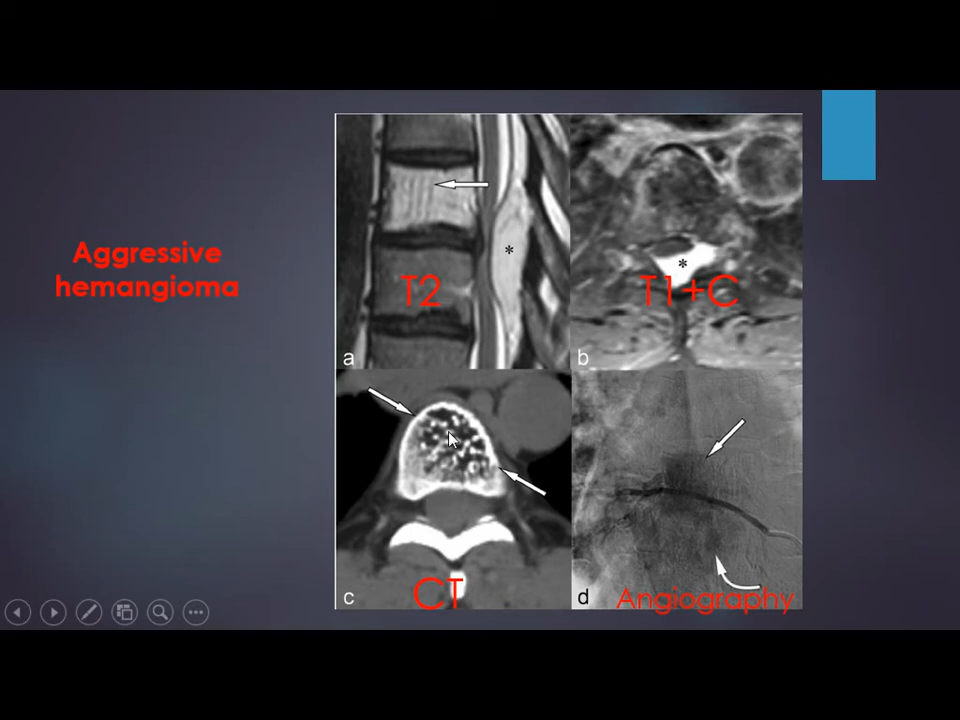 Aggressive
hemangioma
*
T2
a
*
T1+C
b
CT
c
Angiography
d